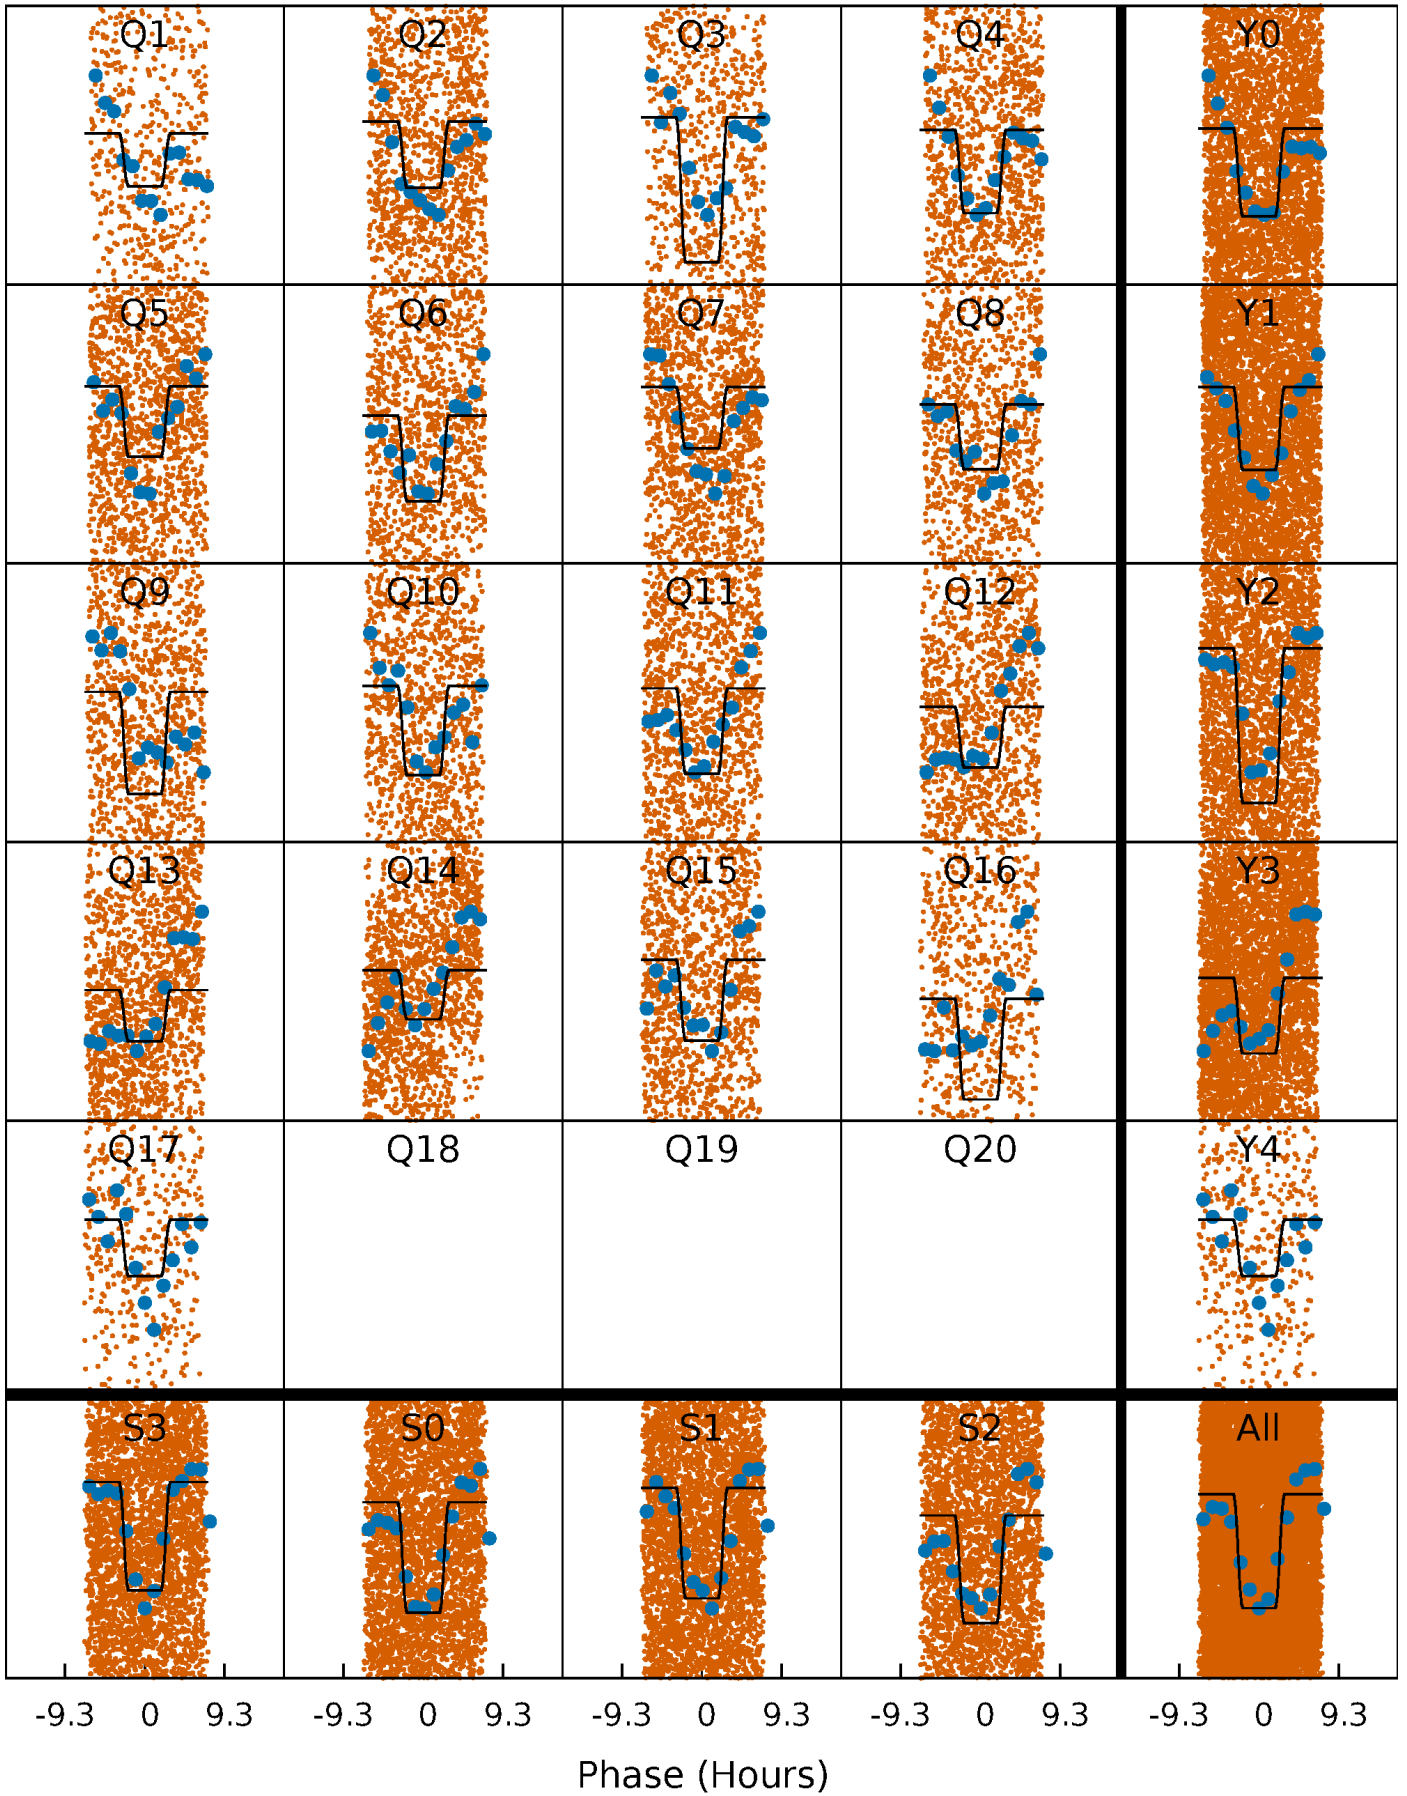 Q1 Q2 Q3 Q4 Y0
Q5 Q6 Q7 Q8 Y1
Q9 Q10 Q11 Q12 Y2
Q13 Q14 Q15 Q16 Y3
Q17 Q18 Q19 Q20 Y4
S3 S0 S1 S2 All
-9.3 0 9.3 -9.3 0 9.3 -9.3 0 9.3 -9.3 0 9.3 -9.3 0 9.3
Phase (Hours)